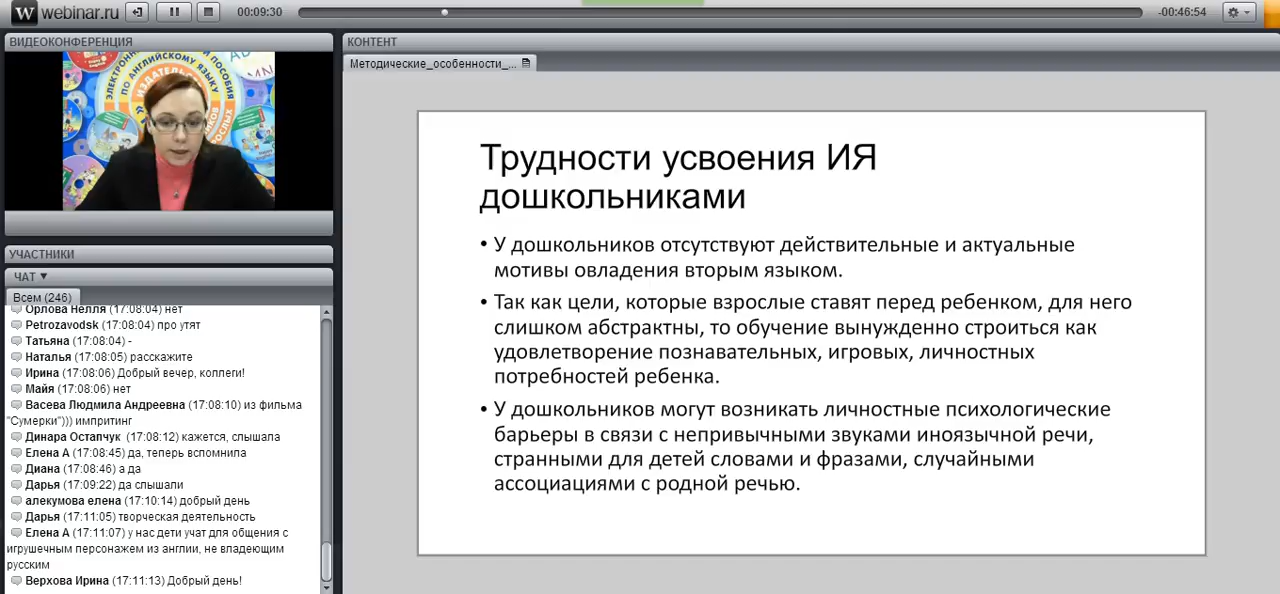 webinar.ru
00:09:30
-00:46:54
ВИДЕОКОНФЕРЕНЦИЯ
ЭЛЕКТРОННЫЕ
ПО АНГЛИЙСКОМУ ЯЗЫКУ
ПОСОБИЯ
ИЗДАТЕЛЬС
УЧАСТНИКИ
ЧАТ
Всем (246)
Орлова Нелля (17:08:04) нет
Petrozavodsk (17:08:04) про утят
Татьяна (17:08:04) -
Наталья (17:08:05) расскажите
Ирина (17:08:06) Добрый вечер, коллеги!
Майя (17:08:06) нет
Васева Людмила Андреевна (17:08:10) из фильма
"Сумерки"))) импритинг
Динара Остапчук (17:08:12) кажется, слышала
Елена А (17:08:45) да, теперь вспомнила
Диана (17:08:46) а да
Дарья (17:09:22) да слышали
алекумова елена (17:10:14) добрый день
Дарья (17:11:05) творческая деятельность
Елена А (17:11:07) у нас дети учат для общения с
игрушечным персонажем из англии, не владеющим
русским
Верхова Ирина (17:11:13) Добрый день!
КОНТЕНТ
Методические_особенности_...
Трудности усвоения ИЯ
дошкольниками
• У дошкольников отсутствуют действительные и актуальные
мотивы овладения вторым языком.
• Так как цели, которые взрослые ставят перед ребенком, для него
слишком абстрактны, то обучение вынужденно строиться как
удовлетворение познавательных, игровых, личностных
потребностей ребенка.
• У дошкольников могут возникать личностные психологические
барьеры в связи с непривычными звуками иноязычной речи,
странными для детей словами и фразами, случайными
ассоциациями с родной речью.